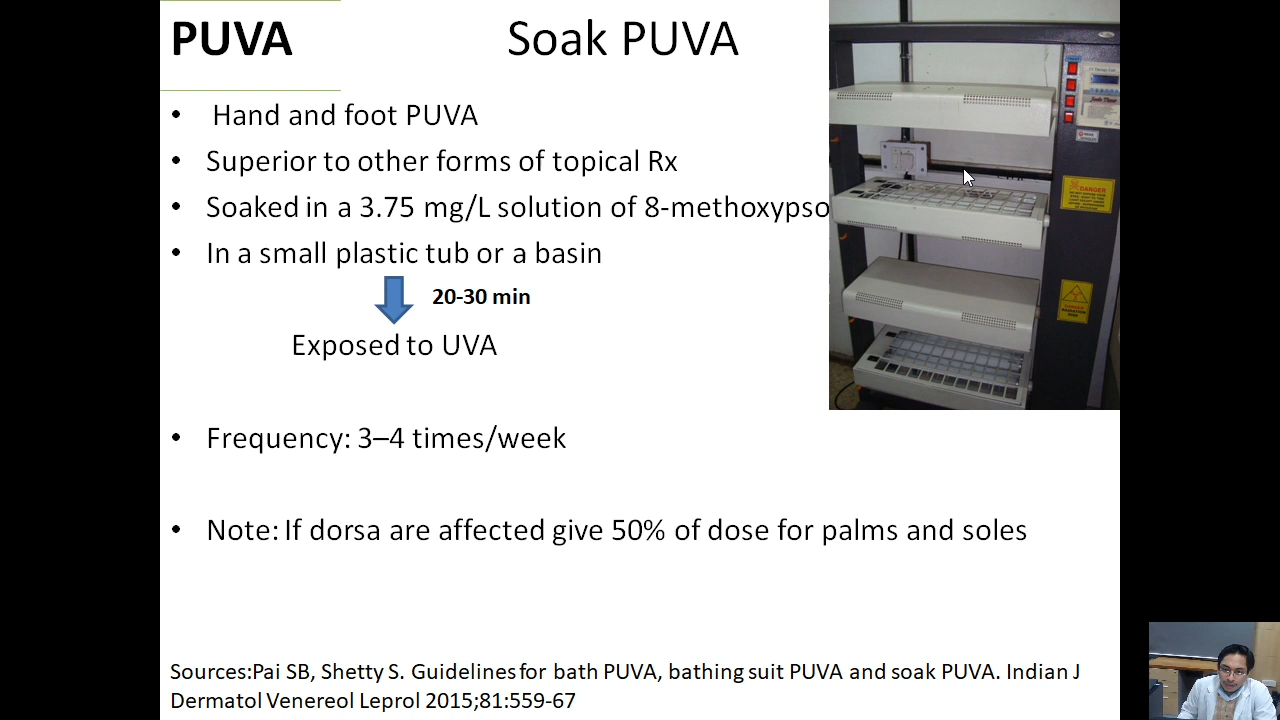 PUVA
Soak PUVA
• Hand and foot PUVA
• Superior to other forms of topical Rx
• Soaked in a 3.75 mg/L solution of 8-methoxypso
• In a small plastic tub or a basin
20-30 min
Exposed to UVA
• Frequency: 3–4 times/week
• Note: If dorsa are affected give 50% of dose for palms and soles
Sources:Pai SB, Shetty S. Guidelines for bath PUVA, bathing suit PUVA and soak PUVA. Indian J
Dermatol Venereol Leprol 2015;81:559-67
DANGER
DANGER